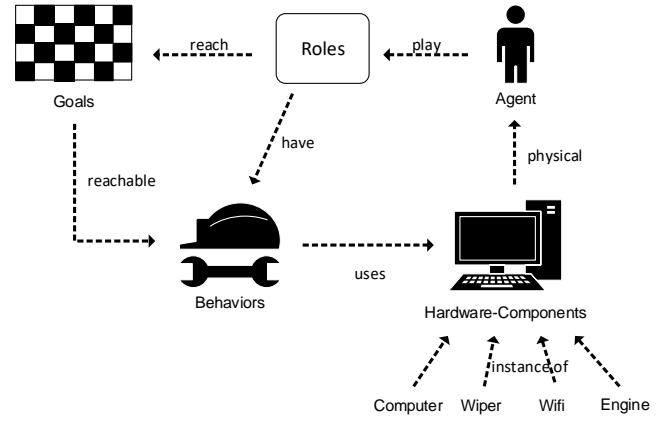 reach
Roles
play
Goals
Agent
have
physical
reachable
uses
Behaviors
Hardware-Components
instance of
Computer Wiper Wifi Engine